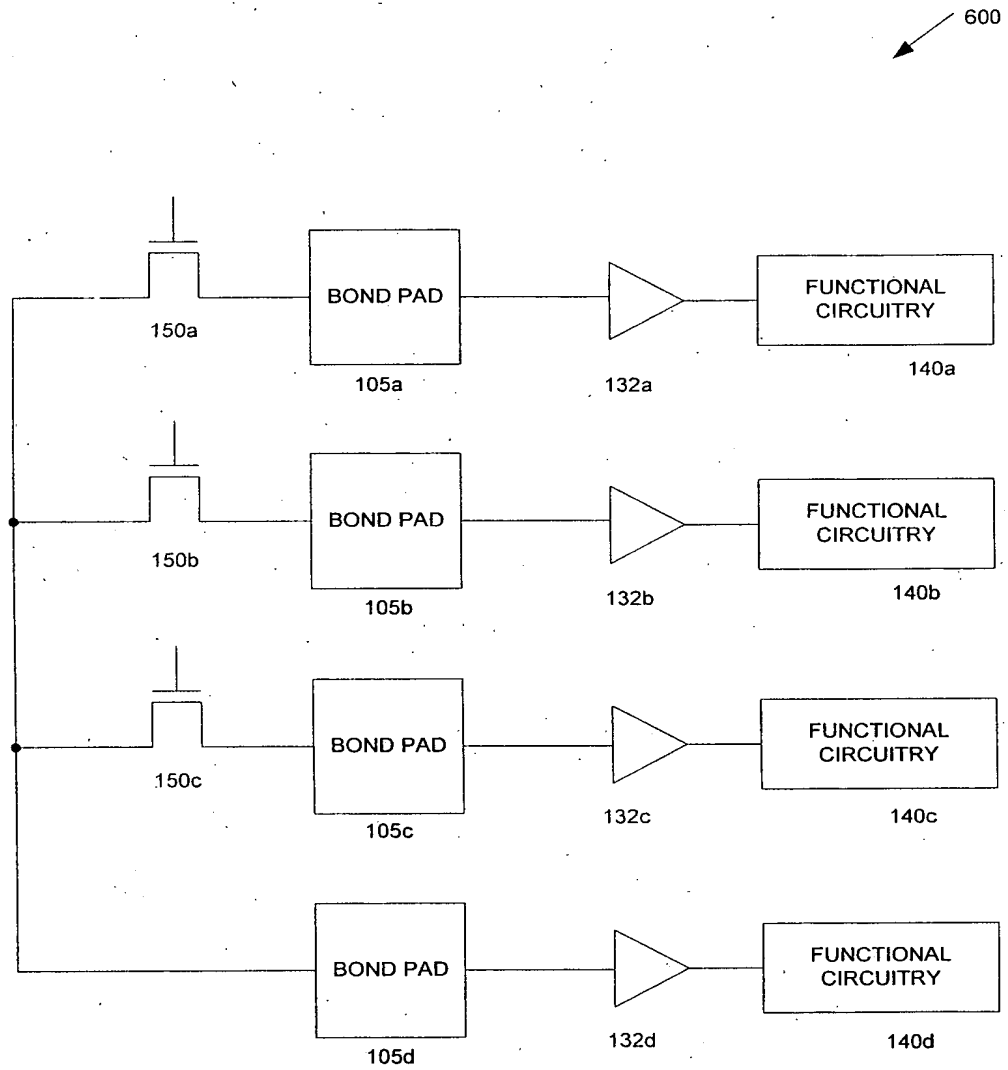 600
BOND PAD
FUNCTIONAL
CIRCUITRY
150a
105a
132a
140a
BOND PAD
FUNCTIONAL
CIRCUITRY
150b
105b
132b
140b
BOND PAD
FUNCTIONAL
CIRCUITRY
150c
105c
132c
140c
BOND PAD
FUNCTIONAL
CIRCUITRY
105d
132d
140d